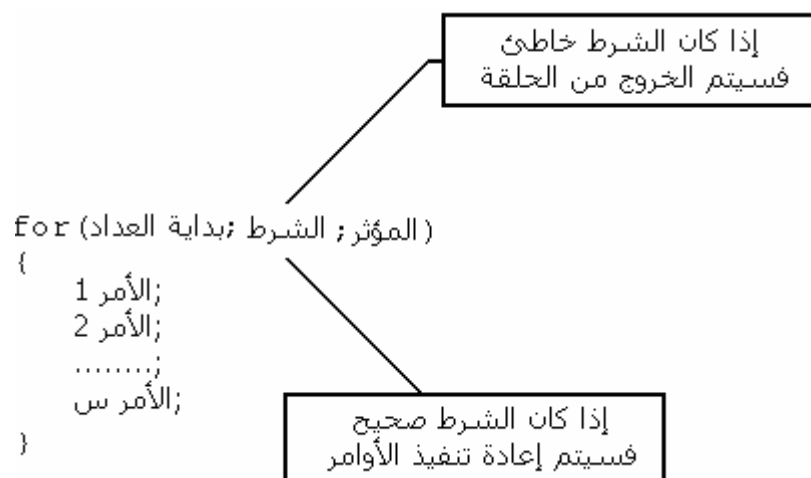 إذا كان الشرط خاطئ
فسيتم الخروج من الحلقة
for (بداية العداد; الشرط ; المؤثر)
{
الأمر 1;
الأمر 2;
........;
الأمر س;
}
إذا كان الشرط صحيح
فسيتم إعادة تنفيذ الأوامر